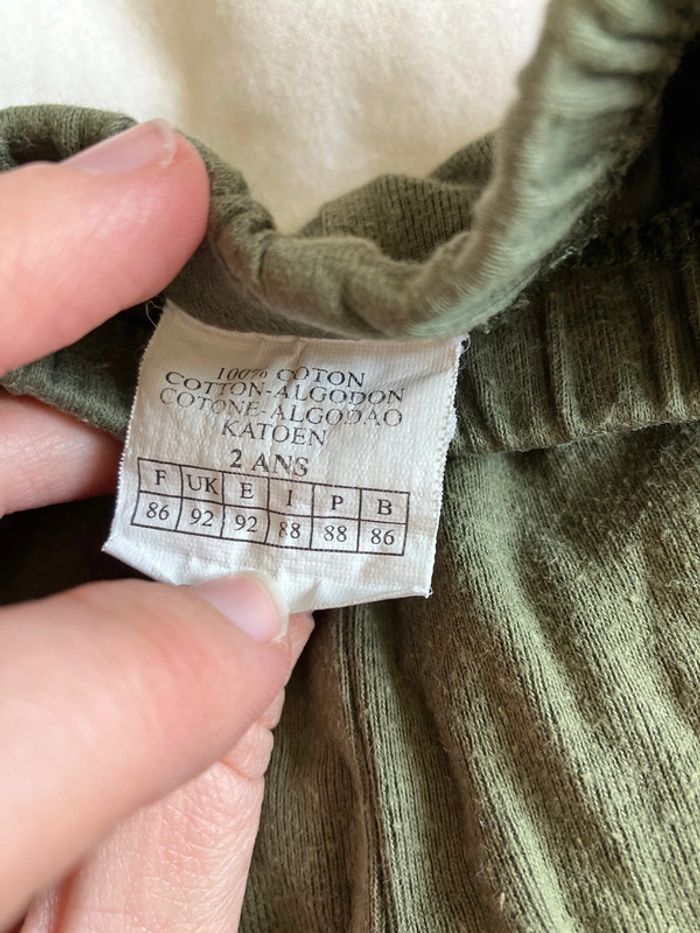 100% COTON
COTTON-ALGODON
COTONE-ALGODAO
KATOEN
2 ANS
F UK E I P B
86 92 92 88 88 86